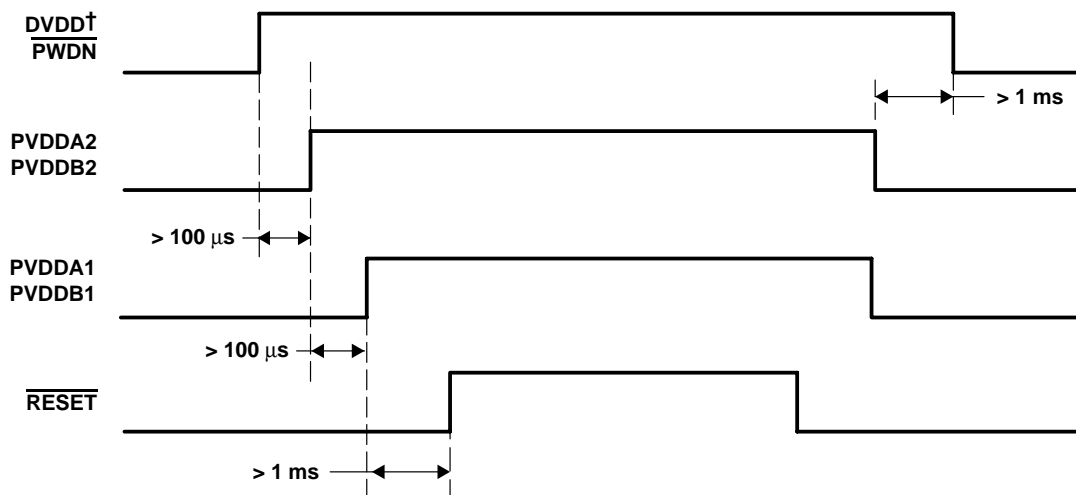 DVDD†
PWDN
> 1 ms
PVDDA2
PVDDB2
> 100 µs
PVDDA1
PVDDB1
> 100 µs
RESET
> 1 ms